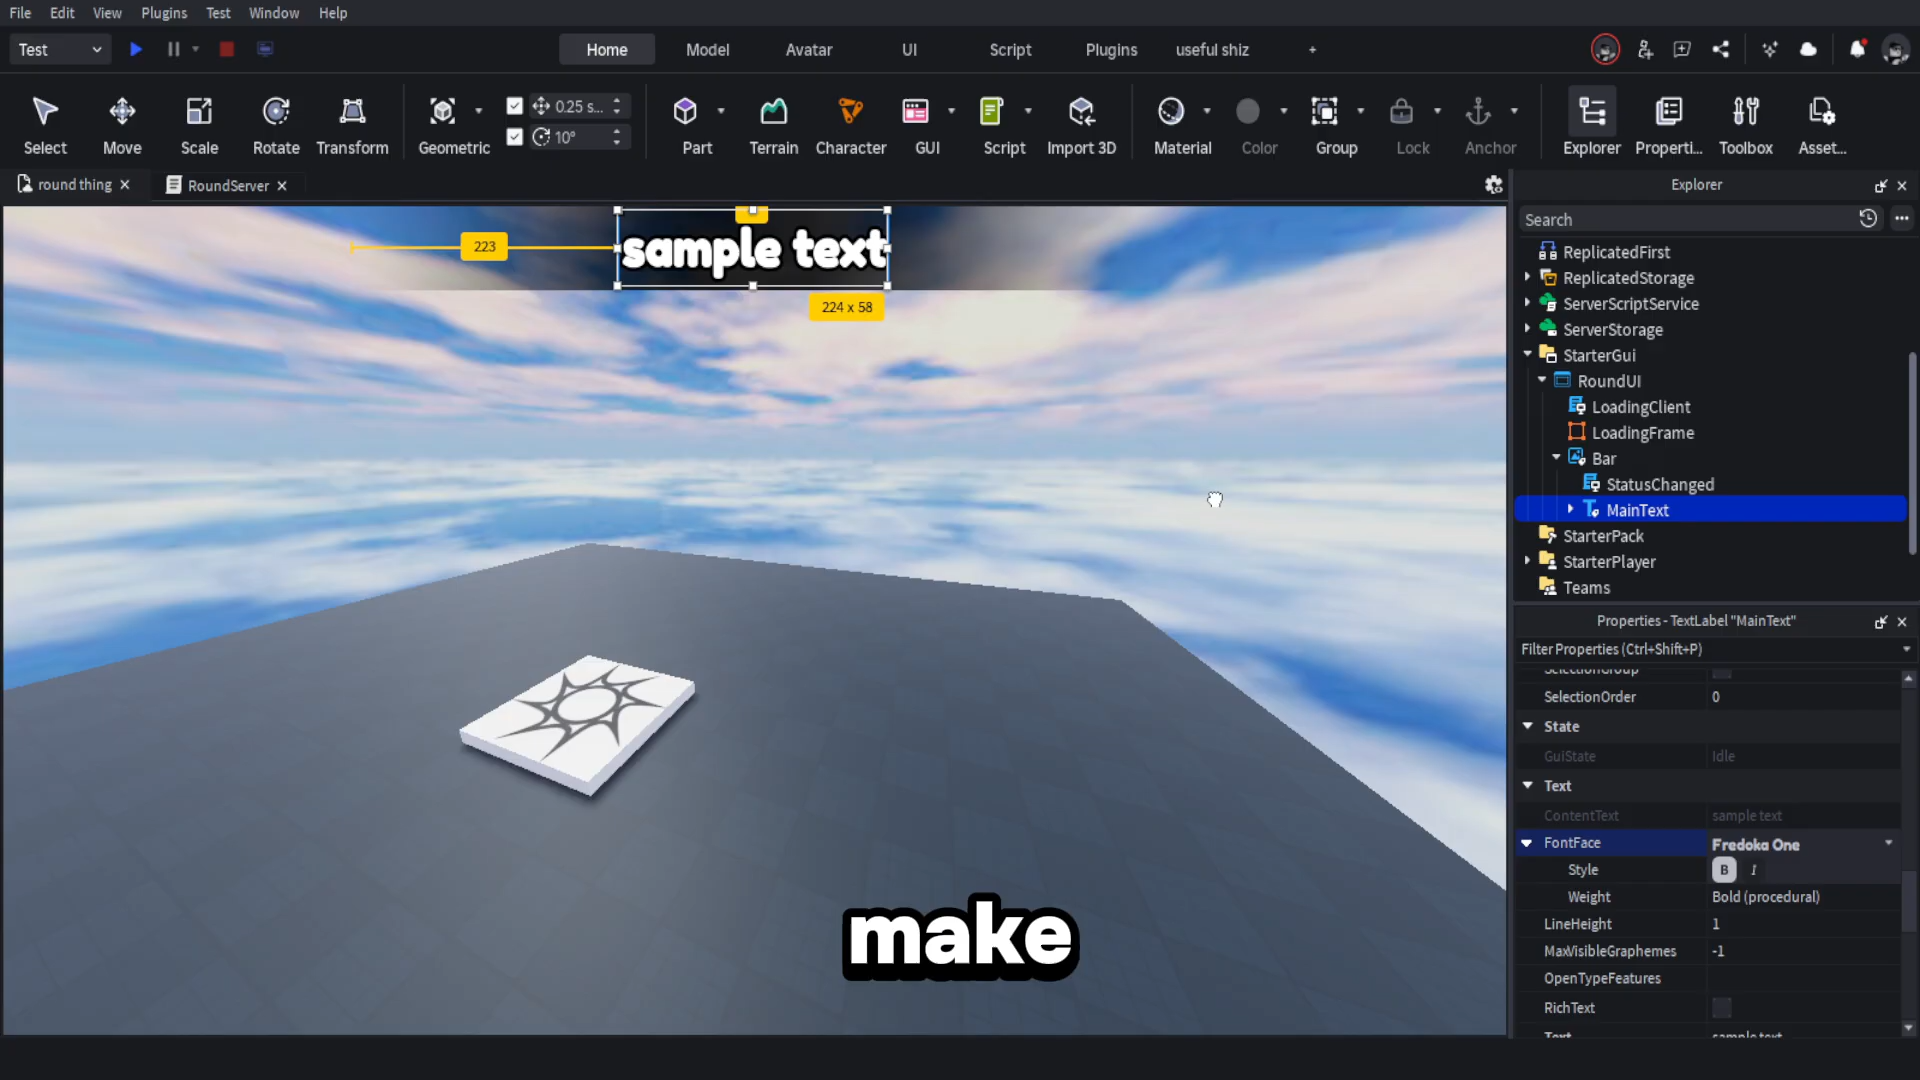 File Edit View Plugins Test Window Help
Test Home Model Avatar UI Script Plugins useful shiz +
0.25 s...
10°
Select Move Scale Rotate Transform Geometric Part Terrain Character GUI Script Import 3D Material Color Group Lock Anchor Explorer Properti... Toolbox Asset...
round thing RoundServer
Explorer
Search
223
sample text
224 x 58
ReplicatedFirst
ReplicatedStorage
ServerScriptService
ServerStorage
StarterGui
RoundUI
LoadingClient
LoadingFrame
Bar
StatusChanged
MainText
StarterPack
StarterPlayer
Teams
Properties - TextLabel "MainText"
Filter Properties (Ctrl+Shift+P)
SelectionGroup
SelectionOrder 0
State
GuiState Idle
Text
ContentText sample text
FontFace Fredoka One
Style B I
Weight Bold (procedural)
LineHeight 1
MaxVisibleGraphemes -1
OpenTypeFeatures
RichText
Text sample text
make